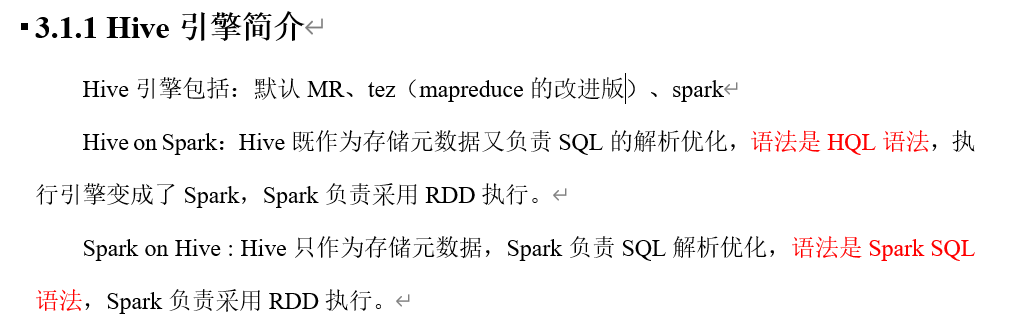 3.1.1 Hive 引擎简介
Hive 引擎包括：默认 MR、tez（mapreduce 的改进版）、spark
Hive on Spark：Hive 既作为存储元数据又负责 SQL 的解析优化，语法是 HQL 语法，执
行引擎变成了 Spark，Spark 负责采用 RDD 执行。
Spark on Hive : Hive 只作为存储元数据，Spark 负责 SQL 解析优化，语法是 Spark SQL
语法，Spark 负责采用 RDD 执行。